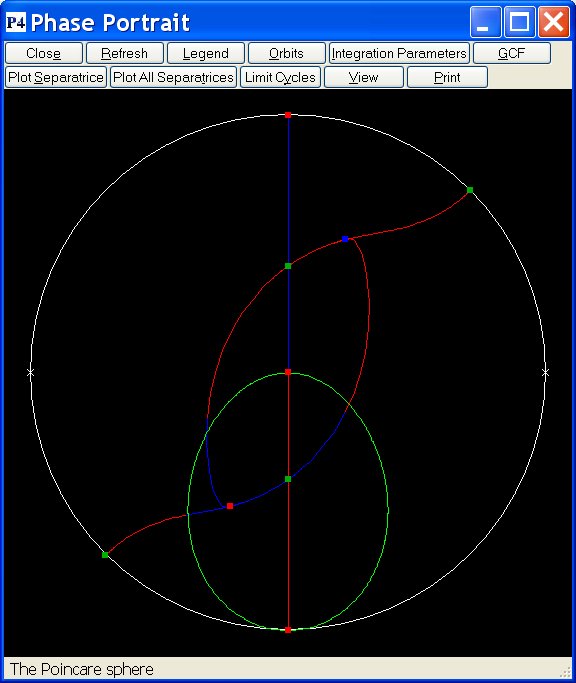 P4 Phase Portrait
Close Refresh Legend Orbits Integration Parameters GCF
Plot Separatrice Plot All Separatrices Limit Cycles View Print
The Poincare sphere